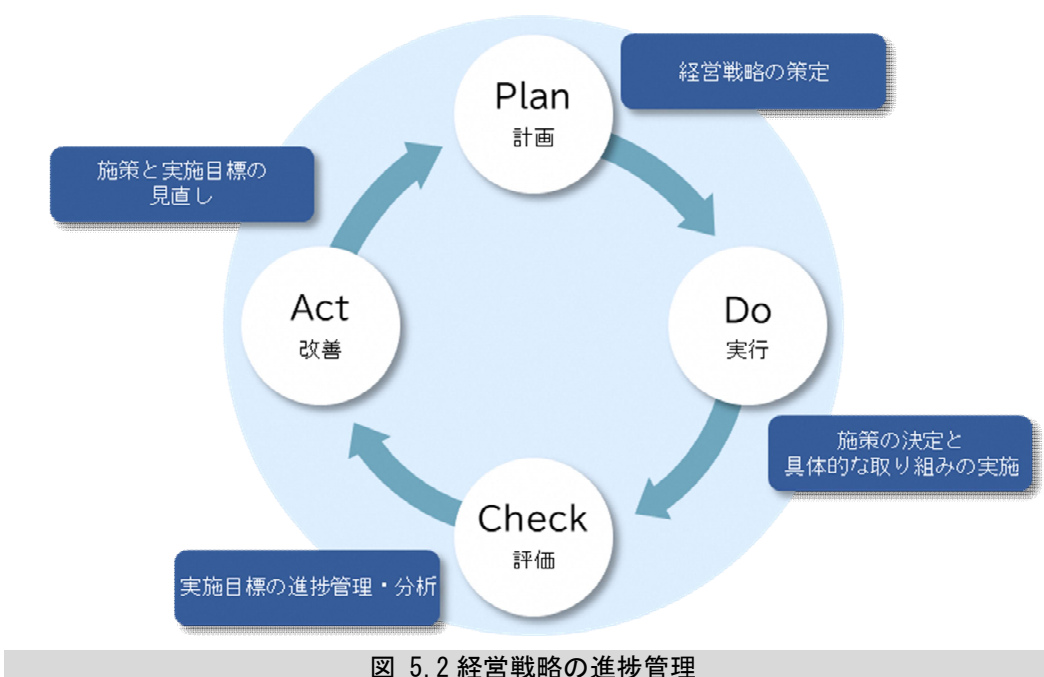 Plan
計画
経営戦略の策定
施策と実施目標の
見直し
Act
改善
Do
実行
施策の決定と
具体的な取り組みの実施
Check
評価
実施目標の進捗管理・分析
図 5.2 経営戦略の進捗管理